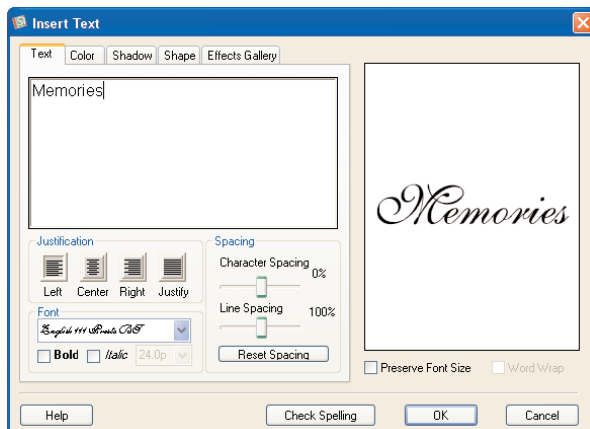 Insert Text
Text Color Shadow Shape Effects Gallery
Memories
Memories
Justification
Left Center Right Justify
Spacing
Character Spacing
0%
Line Spacing 100%
Reset Spacing
Font
English 111 Presto BT
Bold Italic 24.0p
Preserve Font Size Word Wrap
Help Check Spelling OK Cancel